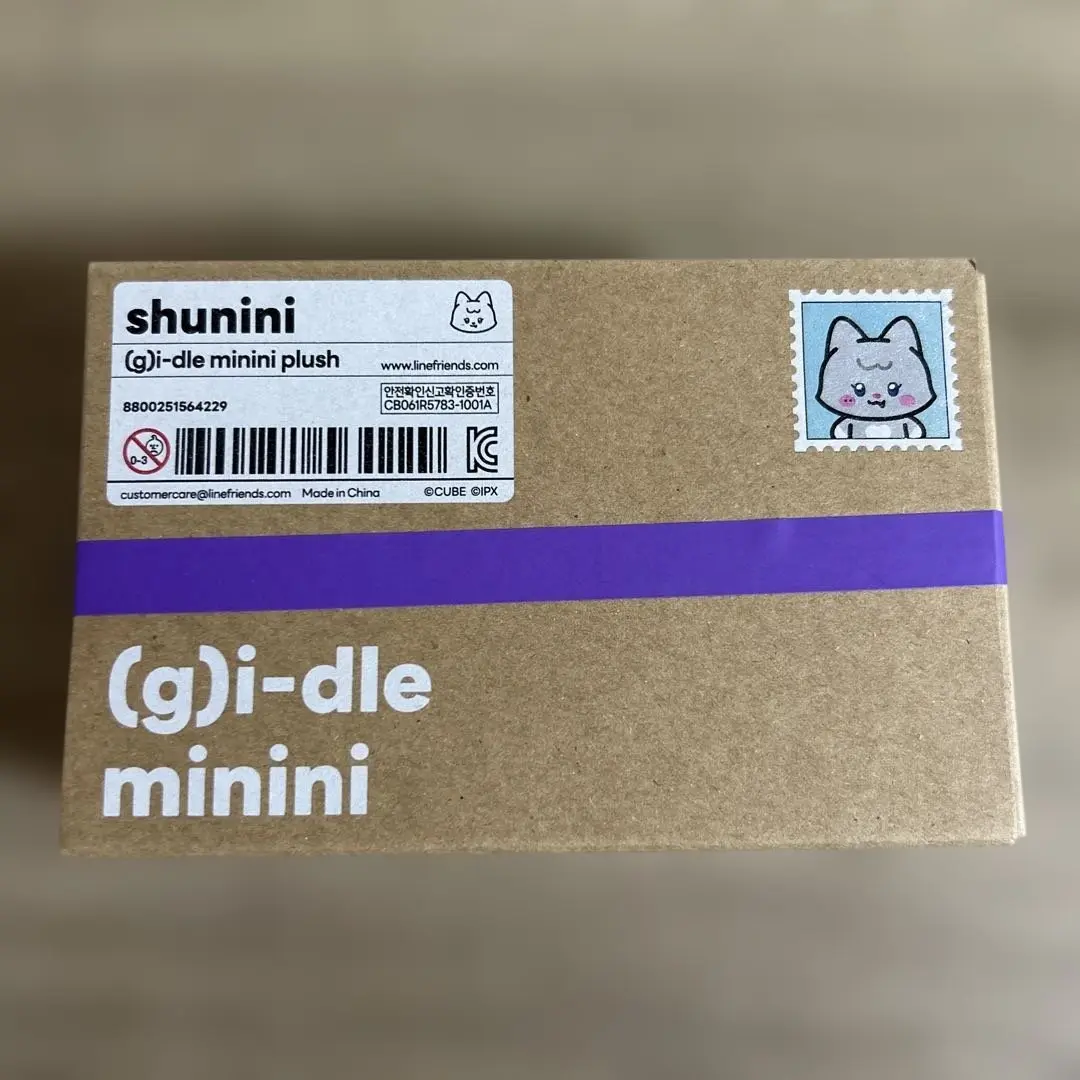 shunini
(g)i-dle minini plush
www.linefriends.com
8800251564229
안전확인신고확인증번호
CB061R5783-1001A
0-3
customercare@linefriends.com Made in China ©CUBE ©IPX
(g)i-dle
minini